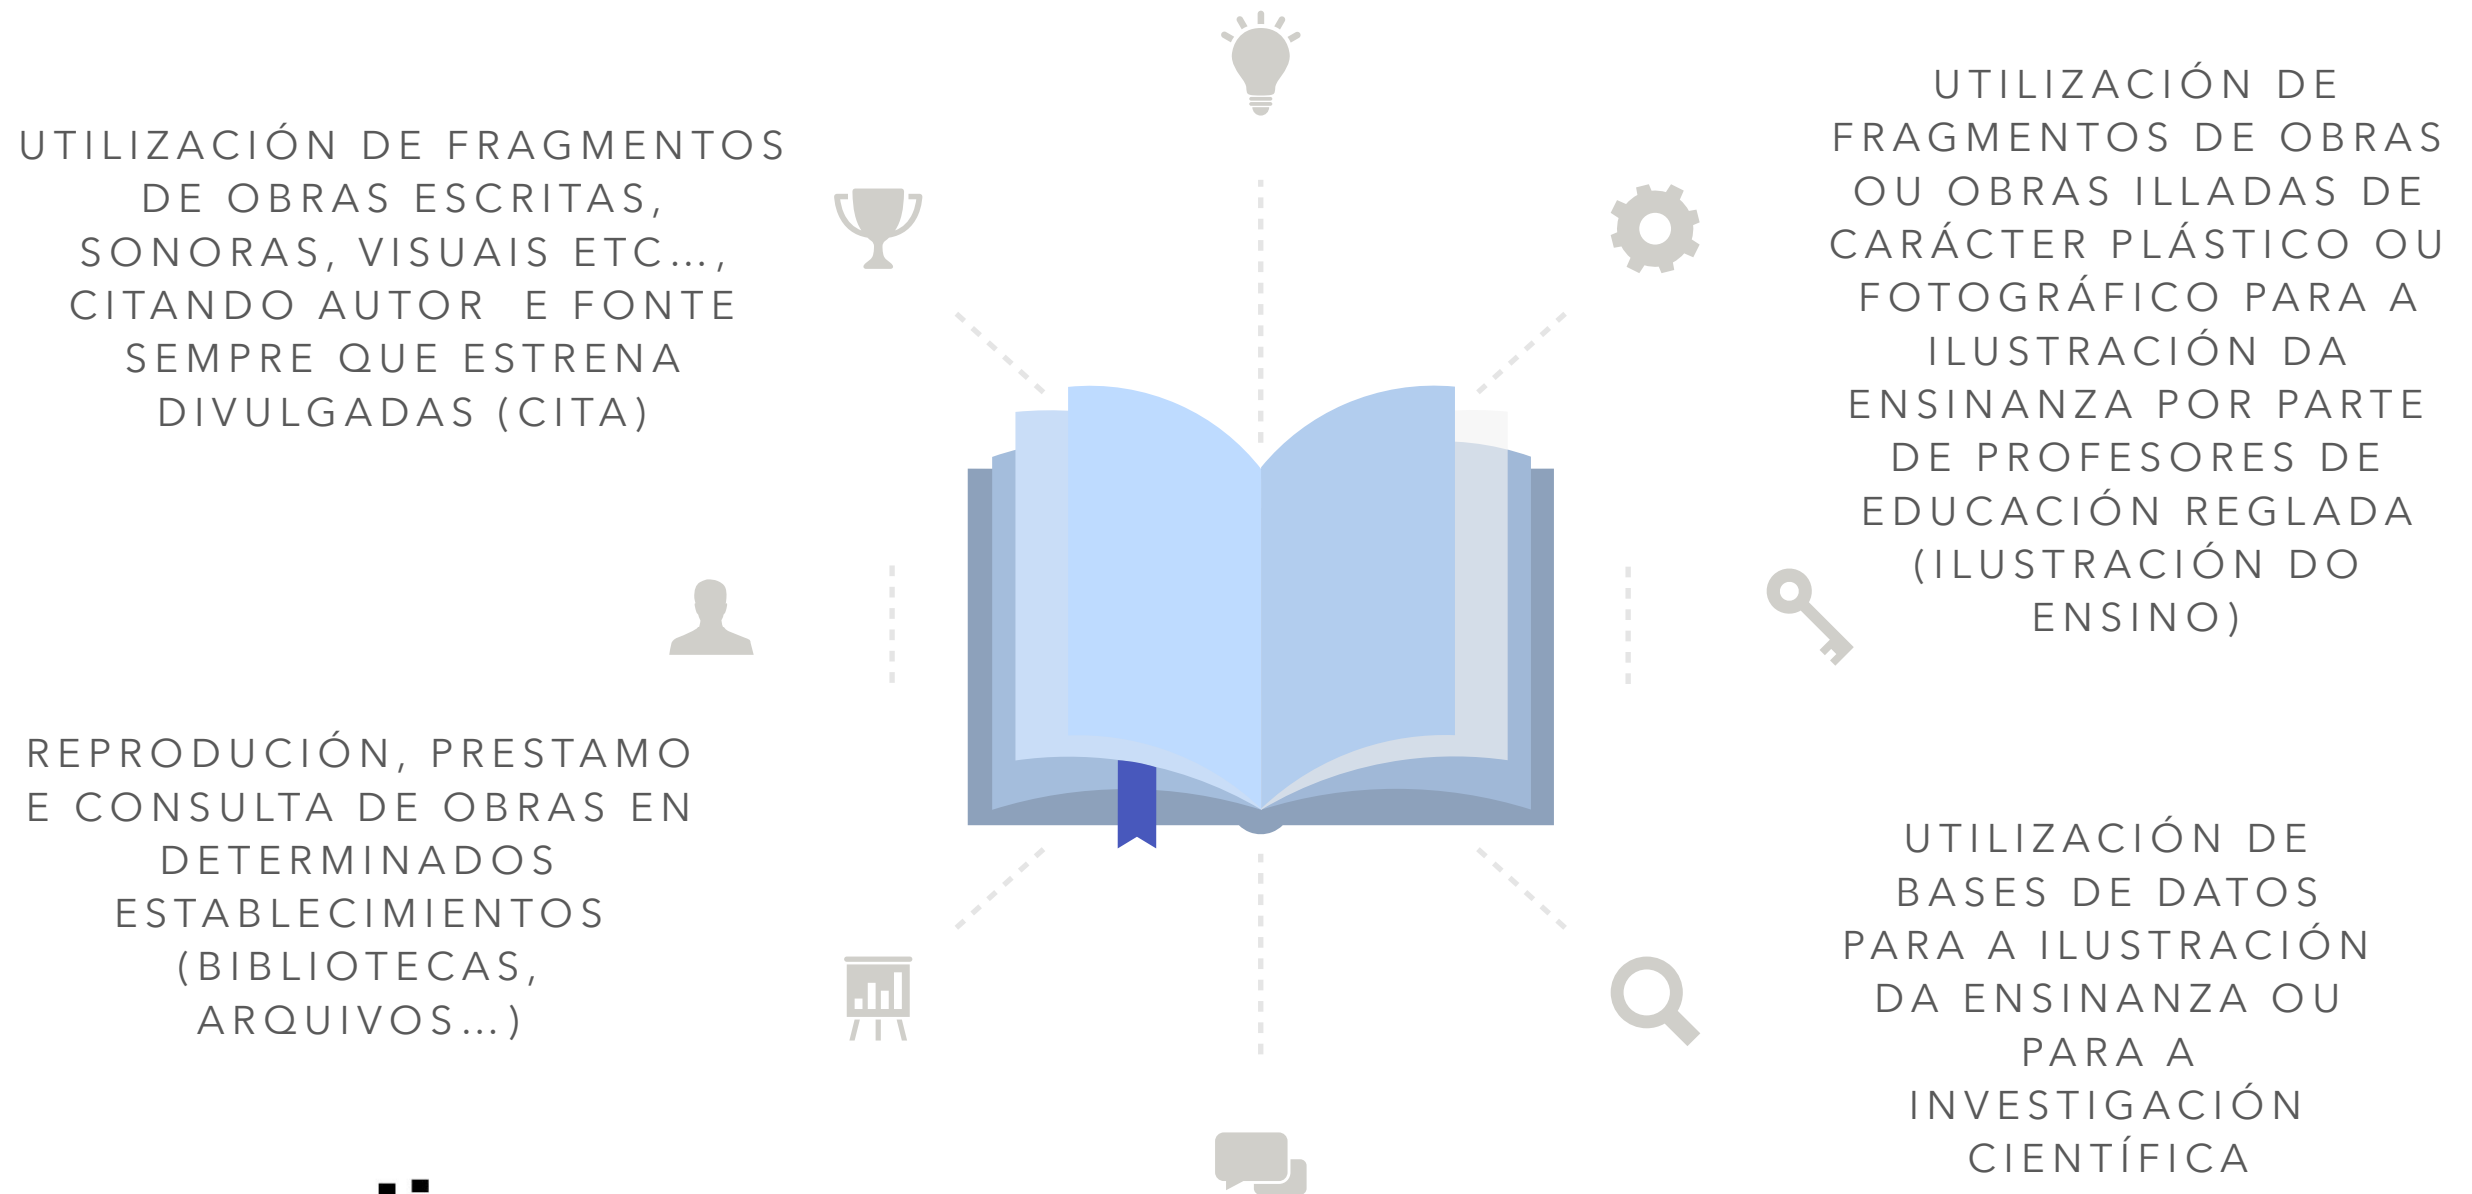 UTILIZACIÓN DE FRAGMENTOS
DE OBRAS ESCRITAS,
SONORAS, VISUAIS ETC…,
CITANDO AUTOR  E FONTE
SEMPRE QUE ESTRENA
DIVULGADAS (CITA)
REPRODUCIÓN, PRESTAMO
E CONSULTA DE OBRAS EN
DETERMINADOS
ESTABLECIMIENTOS
(BIBLIOTECAS,
ARQUIVOS…)
UTILIZACIÓN DE
FRAGMENTOS DE OBRAS
OU OBRAS ILLADAS DE
CARÁCTER PLÁSTICO OU
FOTOGRÁFICO PARA A
ILUSTRACIÓN DA
ENSINANZA POR PARTE
DE PROFESORES DE
EDUCACIÓN REGLADA
(ILUSTRACIÓN DO
ENSINO)
UTILIZACIÓN DE
BASES DE DATOS
PARA A ILUSTRACIÓN
DA ENSINANZA OU
PARA A
INVESTIGACIÓN
CIENTÍFICA